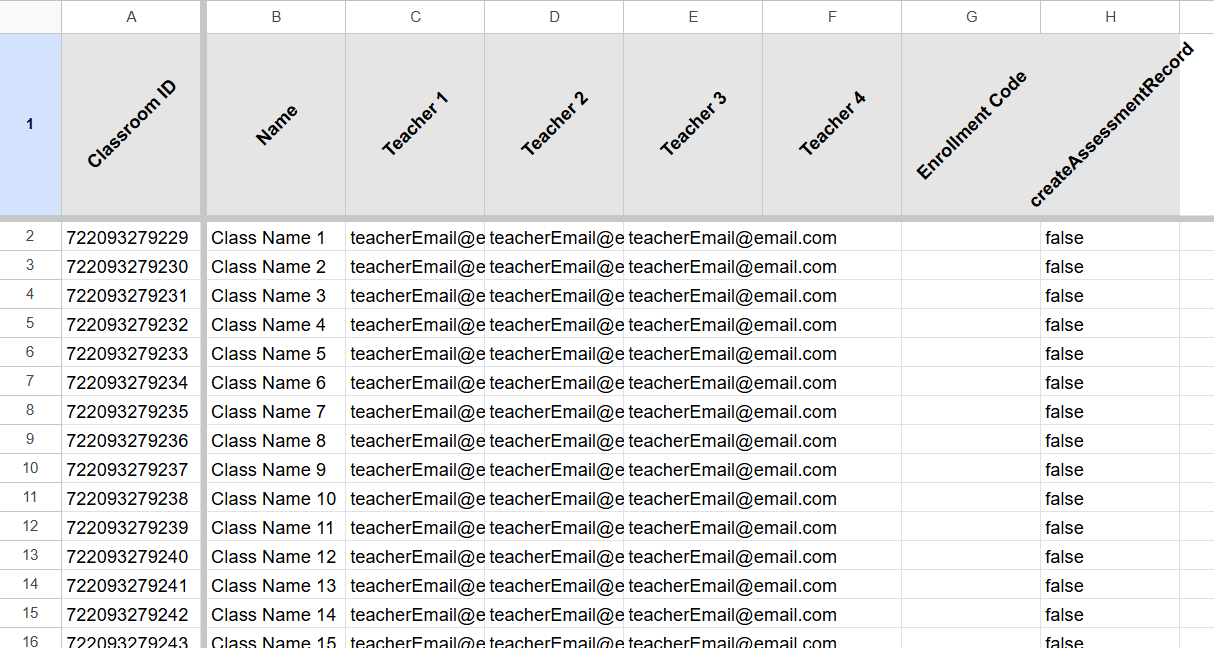 A B C D E F G H
1 Classroom ID Name Teacher 1 Teacher 2 Teacher 3 Teacher 4 Enrollment Code createAssessmentRecord
2 722093279229 Class Name 1 teacherEmail@e teacherEmail@e teacherEmail@email.com false
3 722093279230 Class Name 2 teacherEmail@e teacherEmail@e teacherEmail@email.com false
4 722093279231 Class Name 3 teacherEmail@e teacherEmail@e teacherEmail@email.com false
5 722093279232 Class Name 4 teacherEmail@e teacherEmail@e teacherEmail@email.com false
6 722093279233 Class Name 5 teacherEmail@e teacherEmail@e teacherEmail@email.com false
7 722093279234 Class Name 6 teacherEmail@e teacherEmail@e teacherEmail@email.com false
8 722093279235 Class Name 7 teacherEmail@e teacherEmail@e teacherEmail@email.com false
9 722093279236 Class Name 8 teacherEmail@e teacherEmail@e teacherEmail@email.com false
10 722093279237 Class Name 9 teacherEmail@e teacherEmail@e teacherEmail@email.com false
11 722093279238 Class Name 10 teacherEmail@e teacherEmail@e teacherEmail@email.com false
12 722093279239 Class Name 11 teacherEmail@e teacherEmail@e teacherEmail@email.com false
13 722093279240 Class Name 12 teacherEmail@e teacherEmail@e teacherEmail@email.com false
14 722093279241 Class Name 13 teacherEmail@e teacherEmail@e teacherEmail@email.com false
15 722093279242 Class Name 14 teacherEmail@e teacherEmail@e teacherEmail@email.com false
16 722093279243 Class Name 15 teacherEmail@e teacherEmail@e teacherEmail@email.com false